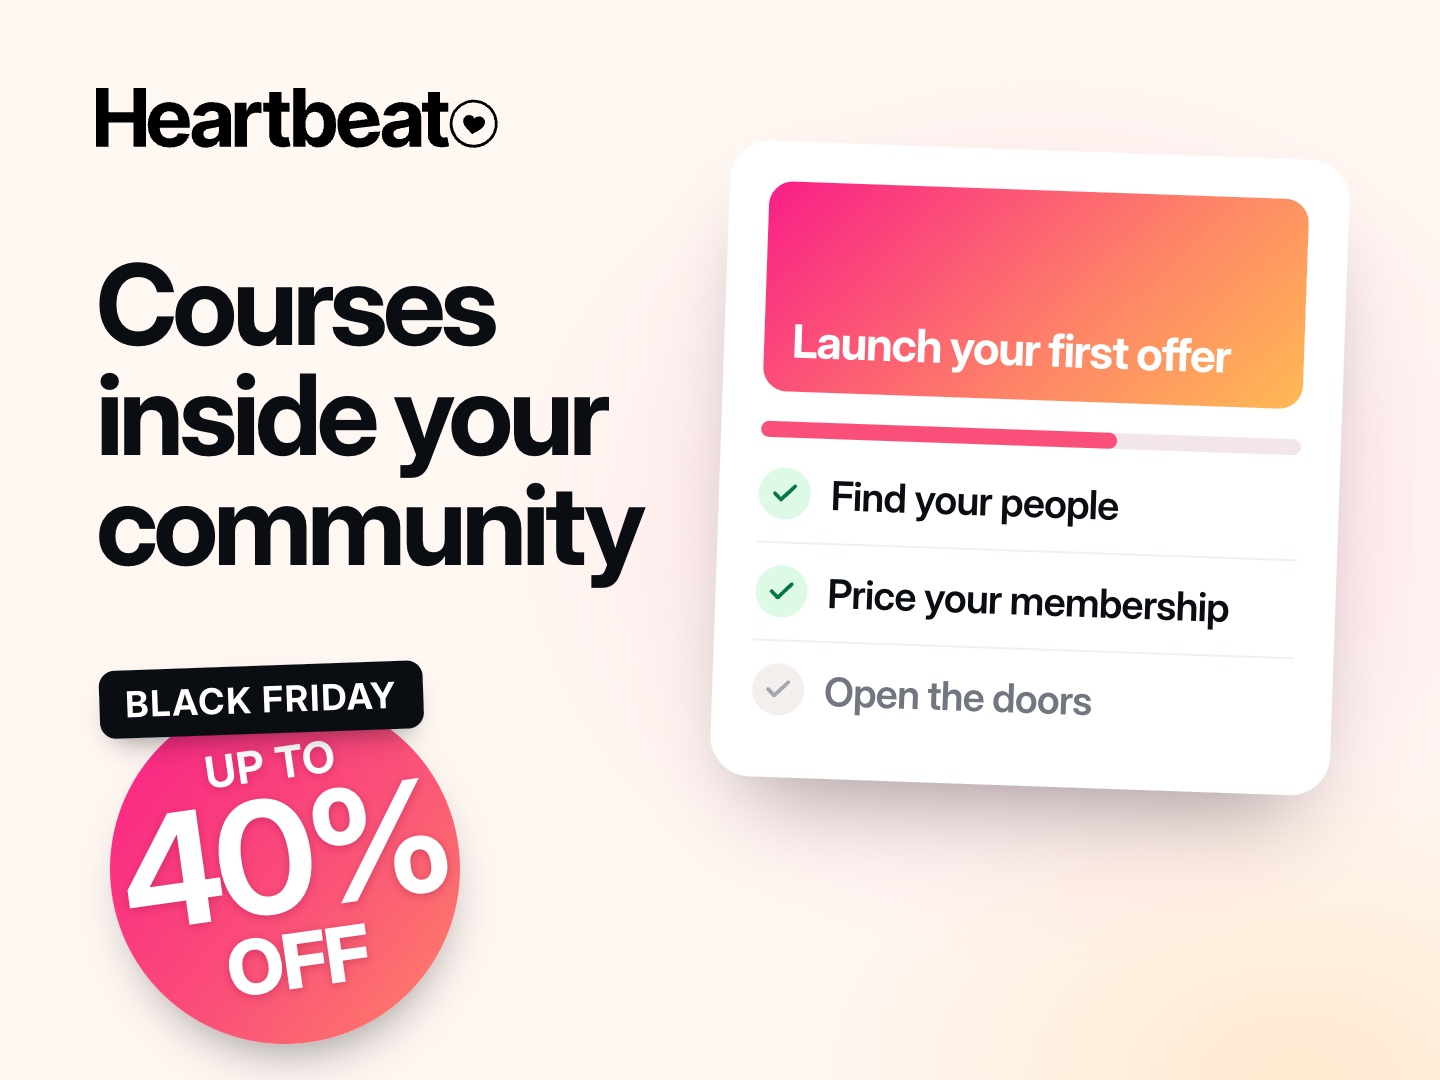 Heartbeat
Courses
inside your
community
BLACK FRIDAY
UP TO
40%
OFF
Launch your first offer
Find your people
Price your membership
Open the doors